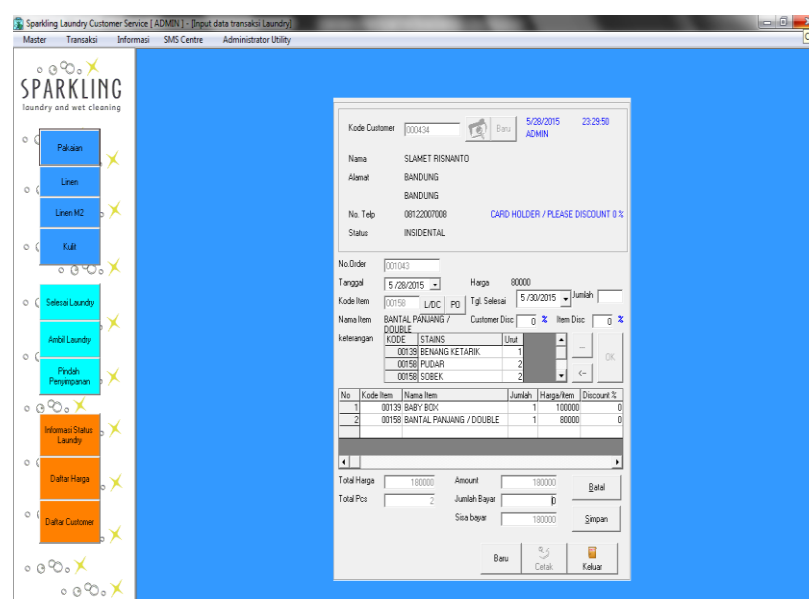 Sparkling Laundry Customer Service [ ADMIN ] - [Input data transaksi Laundry]
Master Transaksi Informasi SMS Centre Administrator Utility
SPARKLING
laundry and wet cleaning
Pakaian
Linen
Linen M2
Kulit
Selesai Laundy
Ambil Laundry
Pindah
Penyimpanan
Informasi Status
Laundry
Daftar Harga
Daftar Customer
Kode Customer 000434 Baru 5/28/2015 23:29:50
ADMIN
Nama SLAMET RISNANTO
Alamat BANDUNG
BANDUNG
No. Telp 08122007008 CARD HOLDER / PLEASE DISCOUNT 0 %
Status INSIDENTAL
No.Order 001043
Tanggal 5 /28/2015 Harga 80000
Kode Item 00158 L/DC PO Tgl. Selesai 5 /30/2015 Jumlah
Nama Item BANTAL PANJANG / Customer Disc 0 % Item Disc 0 %
DOUBLE
keterangan KODE STAINS Urut
00139 BENANG KETARIK 1
00158 PUDAR 2
00158 SOBEK 2
... OK
<-
No Kode Item Nama Item Jumlah Harga/Item Discount %
1 00139 BABY BOX 1 100000 0
2 00158 BANTAL PANJANG / DOUBLE 1 80000 0
Total Harga 180000 Amount 180000 Batal
Total Pcs 2 Jumlah Bayar 0
Sisa bayar 180000 Simpan
Baru Cetak Keluar